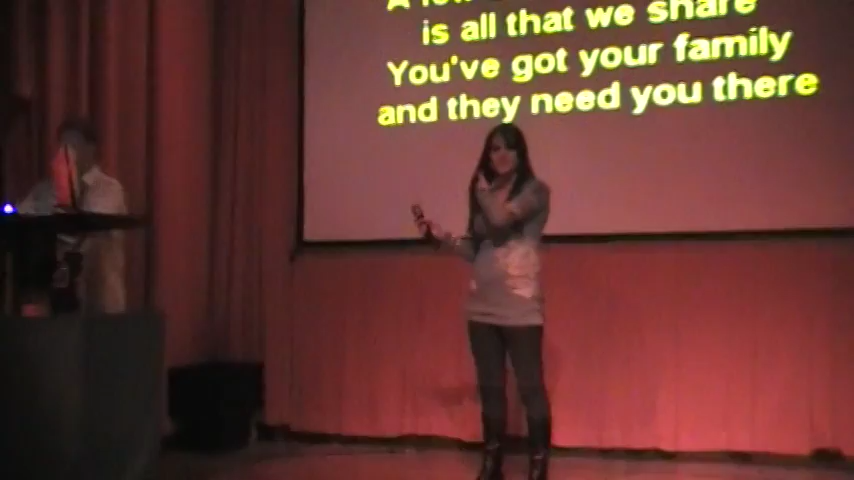 A
is all that we share
You've got your family
and they need you there